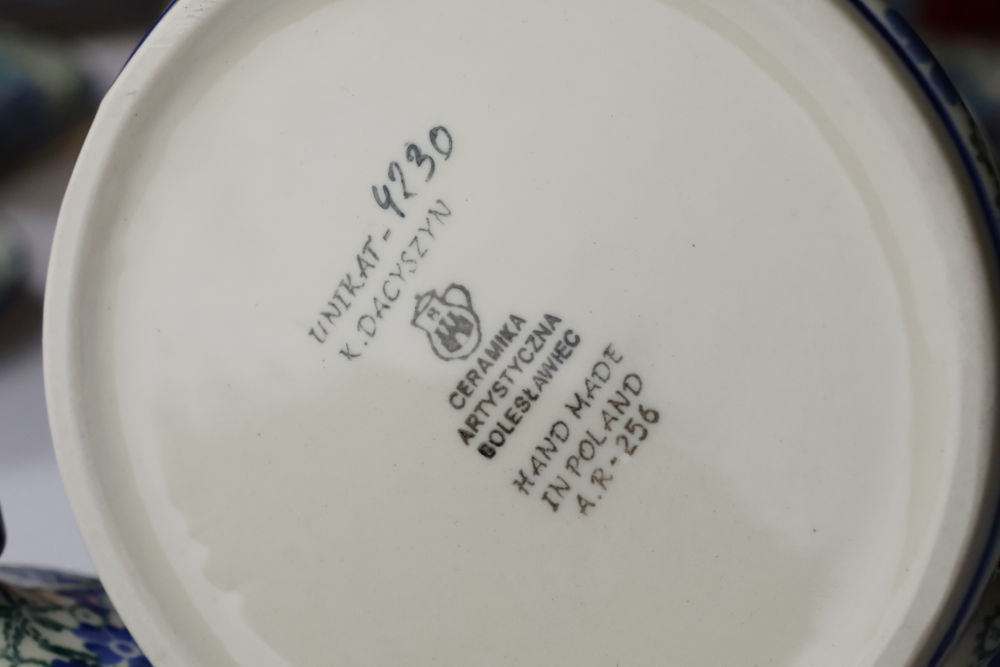 UNIKAT - 4230
K. DACYSZYN
R
CERAMIKA
ARTYSTYCZNA
BOLESŁAWIEC
HAND MADE
IN POLAND
A.R - 256